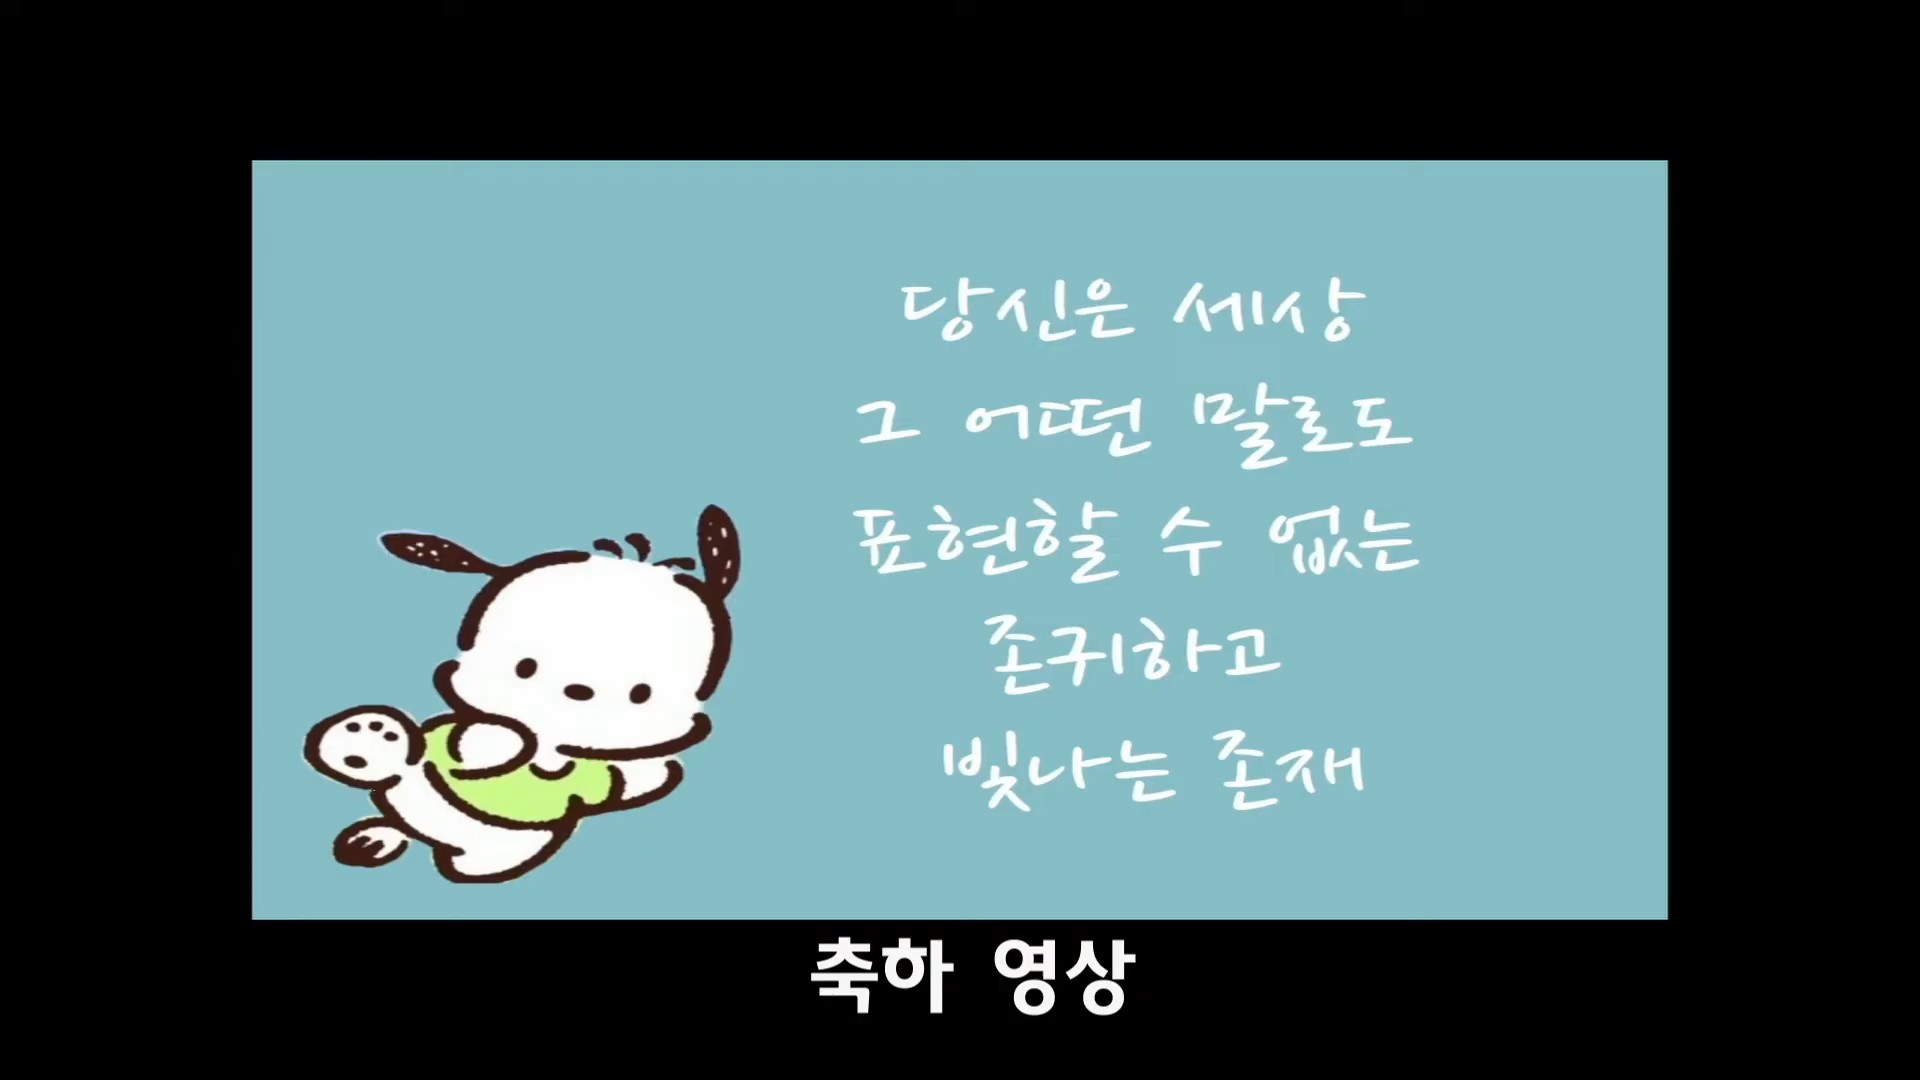 당신은 세상
그 어떤 말로도
표현할 수 없는
존귀하고
빛나는 존재
축하 영상